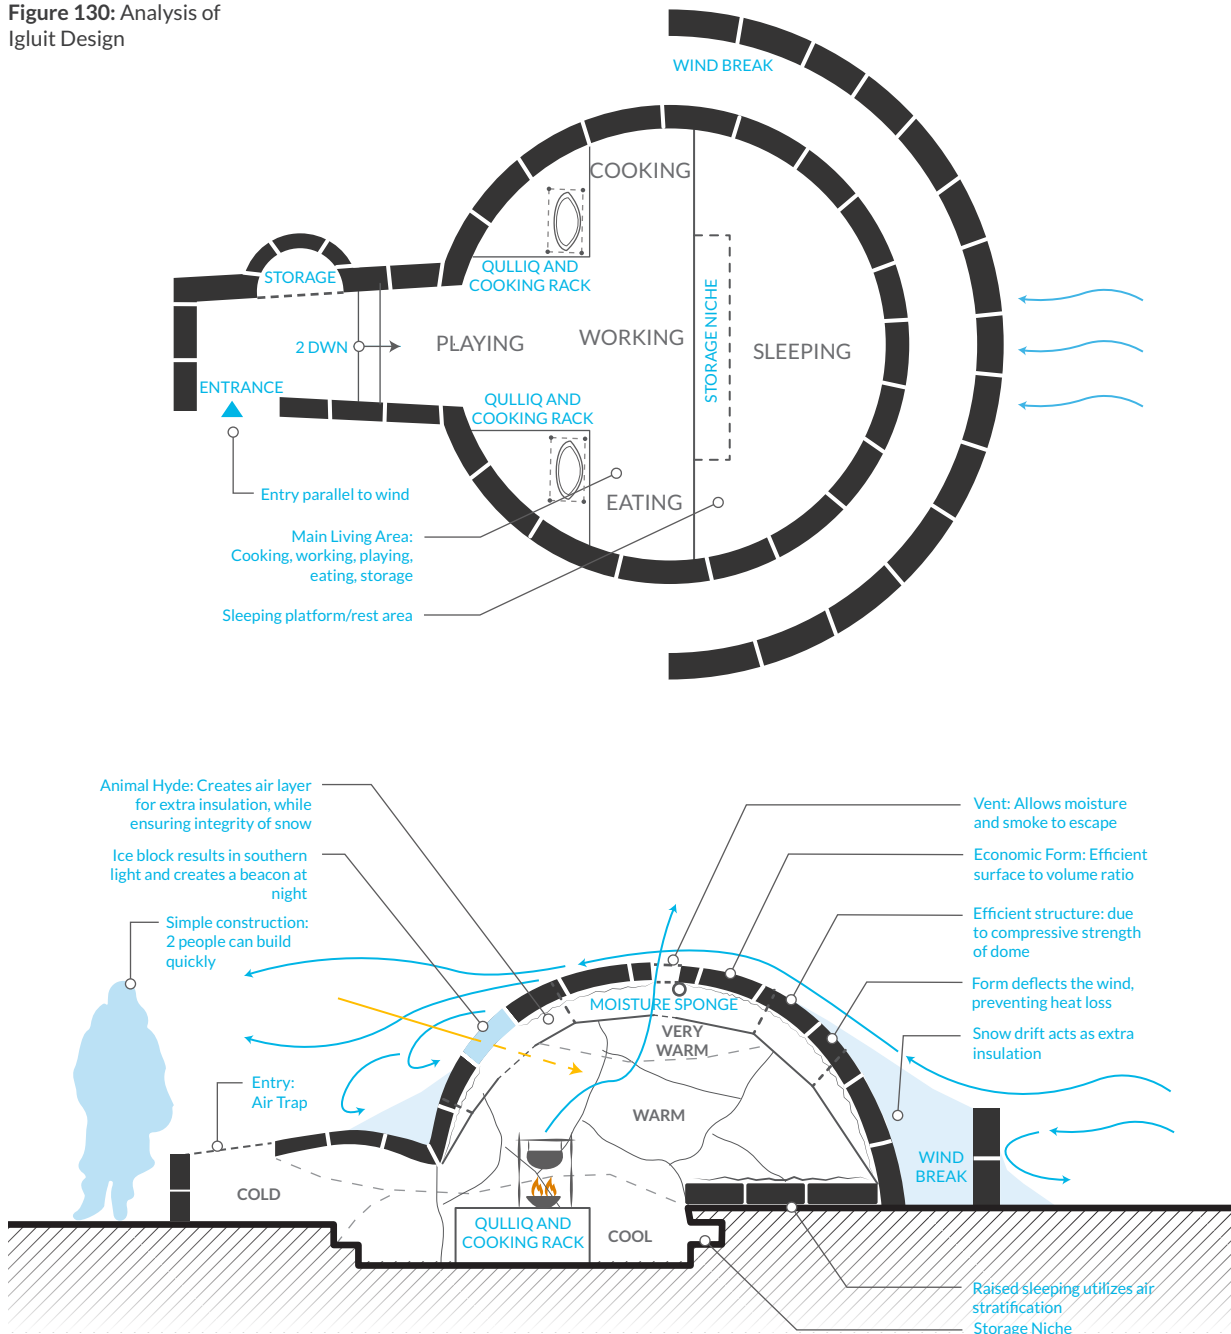 Figure 130: Analysis of
Igluit Design
WIND BREAK
COOKING
STORAGE
QULLIQ AND
COOKING RACK
2 DWN
PLAYING
WORKING
STORAGE NICHE
SLEEPING
ENTRANCE
QULLIQ AND
COOKING RACK
Entry parallel to wind
EATING
Main Living Area:
Cooking, working, playing,
eating, storage
Sleeping platform/rest area
Animal Hyde: Creates air layer
for extra insulation, while
ensuring integrity of snow
Ice block results in southern
light and creates a beacon at
night
Simple construction:
2 people can build
quickly
Entry:
Air Trap
Vent: Allows moisture
and smoke to escape
Economic Form: Efficient
surface to volume ratio
Efficient structure: due
to compressive strength
of dome
Form deflects the wind,
preventing heat loss
Snow drift acts as extra
insulation
MOISTURE SPONGE
VERY
WARM
WARM
WIND
BREAK
COLD
QULLIQ AND
COOKING RACK
COOL
Raised sleeping utilizes air
stratification
Storage Niche